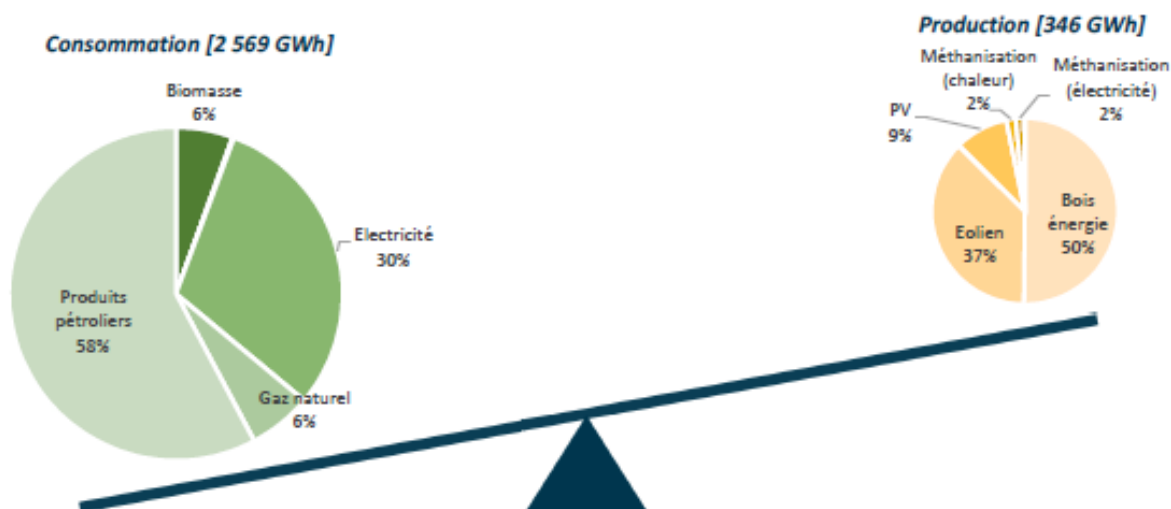 Consommation [2 569 GWh]
Biomasse
6%
Electricité
30%
Produits
pétroliers
58%
Gaz naturel
6%
Production [346 GWh]
Méthanisation
(chaleur)
2%
Méthanisation
(électricité)
2%
PV
9%
Eolien
37%
Bois
énergie
50%